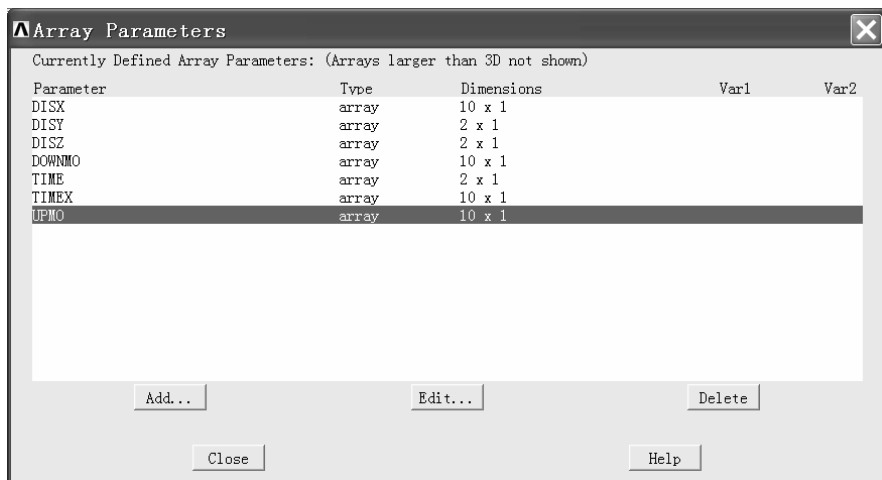 Array Parameters
Currently Defined Array Parameters: (Arrays larger than 3D not shown)
Parameter Type Dimensions Var1 Var2
DISX array 10 x 1
DISY array 2 x 1
DISZ array 2 x 1
DOWNMO array 10 x 1
TIME array 2 x 1
TIMEX array 10 x 1
UPMO array 10 x 1
Add... Edit... Delete
Close Help